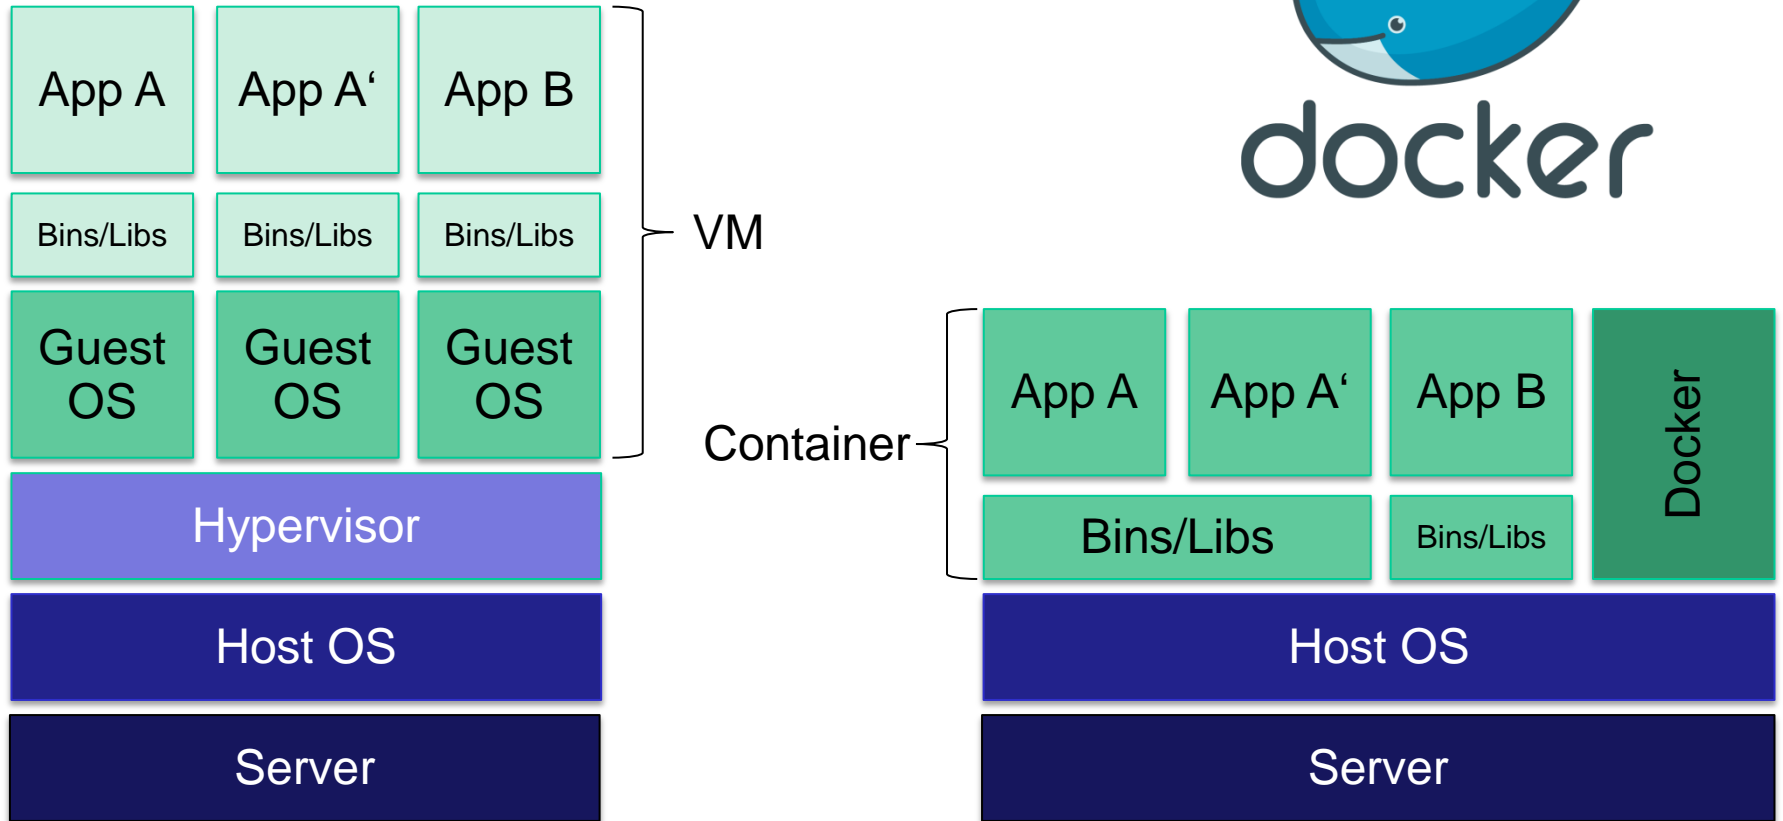 App A
App A‘
App B
Bins/Libs
Bins/Libs
Bins/Libs
Guest
OS
Guest
OS
Guest
OS
VM
Hypervisor
Host OS
Server
docker
Container
App A
App A‘
App B
Docker
Bins/Libs
Bins/Libs
Host OS
Server